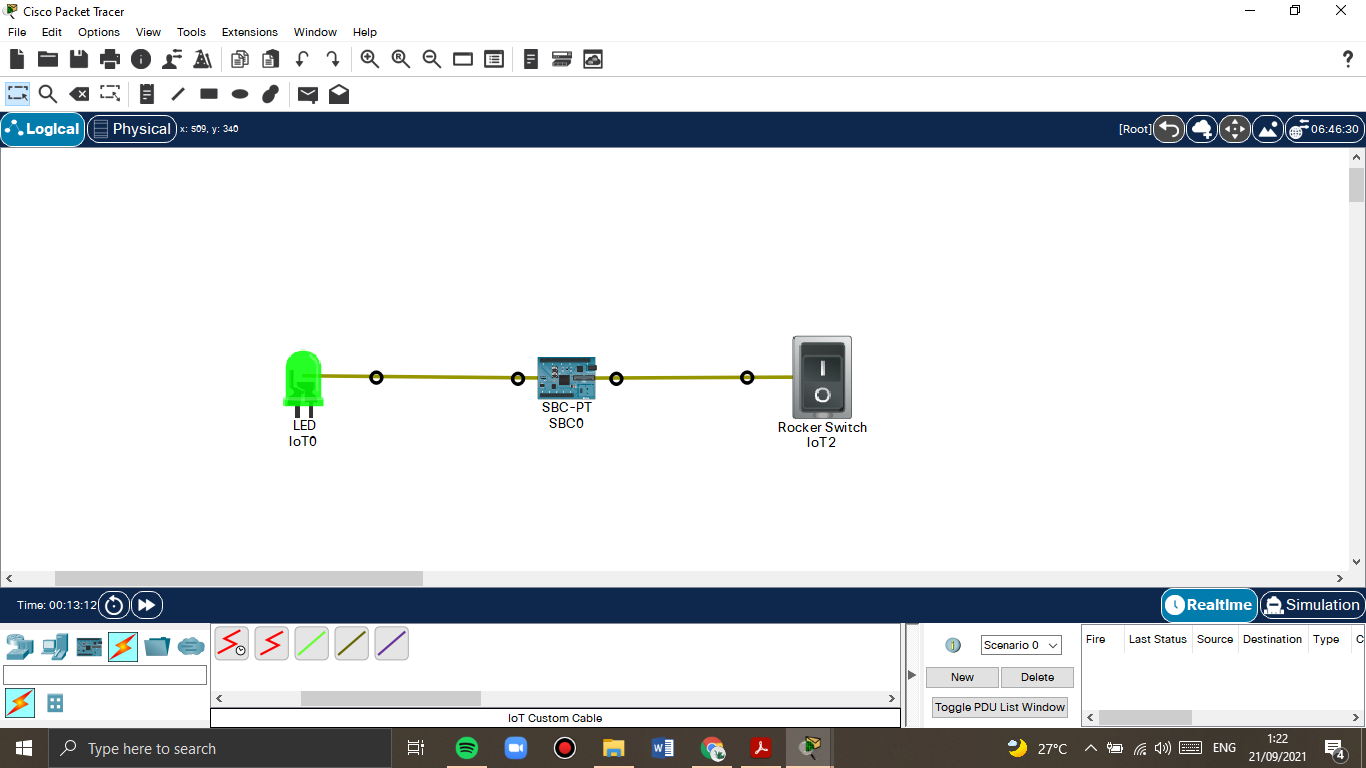 Cisco Packet Tracer
File Edit Options View Tools Extensions Window Help
?
Logical Physical x: 509, y: 340 [Root] 06:46:30
LED
IoT0
SBC-PT
SBC0
Rocker Switch
IoT2
Time: 00:13:12 Realtime Simulation
Scenario 0
New Delete
Toggle PDU List Window
Fire Last Status Source Destination Type C
IoT Custom Cable
Type here to search
27°C ENG 1:22
21/09/2021
4